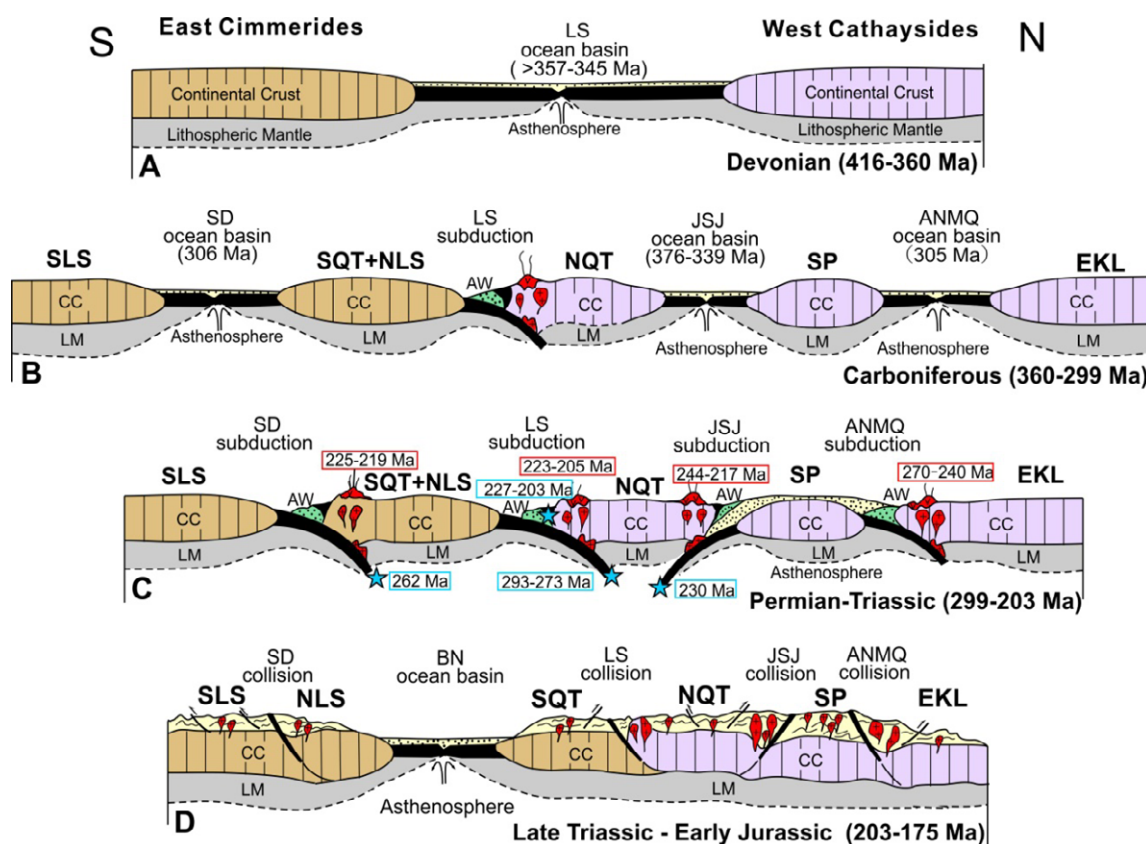 S
East Cimmerides
LS
ocean basin
( >357-345 Ma)
West Cathaysides
N
Continental Crust
Continental Crust
Lithospheric Mantle
Asthenosphere
Lithospheric Mantle
A
Devonian (416-360 Ma)
SD
ocean basin
(306 Ma)
LS
subduction
JSJ
ocean basin
(376-339 Ma)
ANMQ
ocean basin
(305 Ma)
SLS
SQT+NLS
AW
NQT
SP
EKL
CC
CC
CC
CC
CC
LM
Asthenosphere
LM
LM
Asthenosphere
LM
Asthenosphere
LM
B
Carboniferous (360-299 Ma)
SD
subduction
LS
subduction
JSJ
subduction
ANMQ
subduction
225-219 Ma
223-205 Ma
244-217 Ma
270-240 Ma
SLS
SQT+NLS
227-203 Ma
NQT
SP
EKL
AW
AW
AW
AW
CC
CC
CC
CC
CC
LM
LM
LM
Asthenosphere
LM
262 Ma
293-273 Ma
230 Ma
C
Permian-Triassic (299-203 Ma)
SD
collision
BN
ocean basin
LS
collision
JSJ
collision
ANMQ
collision
SLS
NLS
SQT
NQT
SP
EKL
CC
CC
CC
LM
Asthenosphere
LM
D
Late Triassic - Early Jurassic (203-175 Ma)